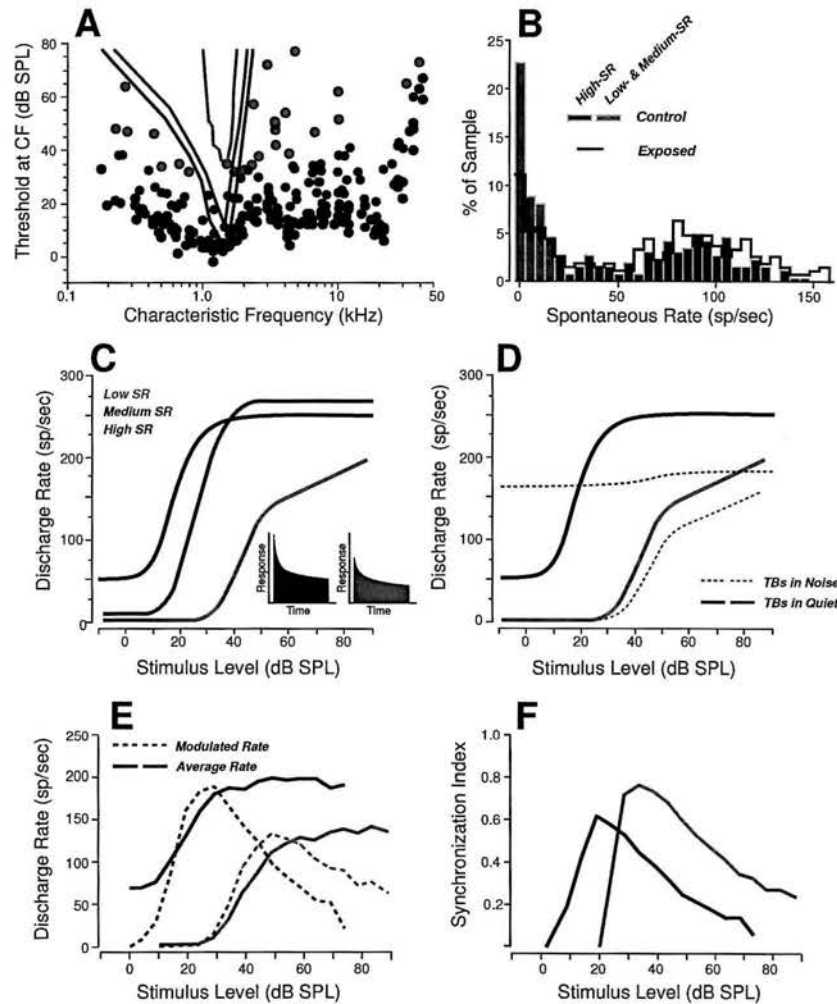 A
Threshold at CF (dB SPL)
80
60
40
20
0
0.1
1.0
10
50
Characteristic Frequency (kHz)
B
% of Sample
25
20
15
10
5
0
0
50
100
150
Spontaneous Rate (sp/sec)
High-SR
Low- & Medium-SR
Control
Exposed
C
Discharge Rate (sp/sec)
300
200
150
100
50
0
0
20
40
60
80
Stimulus Level (dB SPL)
Low SR
Medium SR
High SR
Response
Time
Response
Time
D
Discharge Rate (sp/sec)
300
200
150
100
50
0
0
20
40
60
80
Stimulus Level (dB SPL)
TBs in Noise
TBs in Quiet
E
Discharge Rate (sp/sec)
250
200
150
100
50
0
0
20
40
60
80
Stimulus Level (dB SPL)
Modulated Rate
Average Rate
F
Synchronization Index
1.0
0.8
0.6
0.4
0.2
0
20
40
60
80
Stimulus Level (dB SPL)